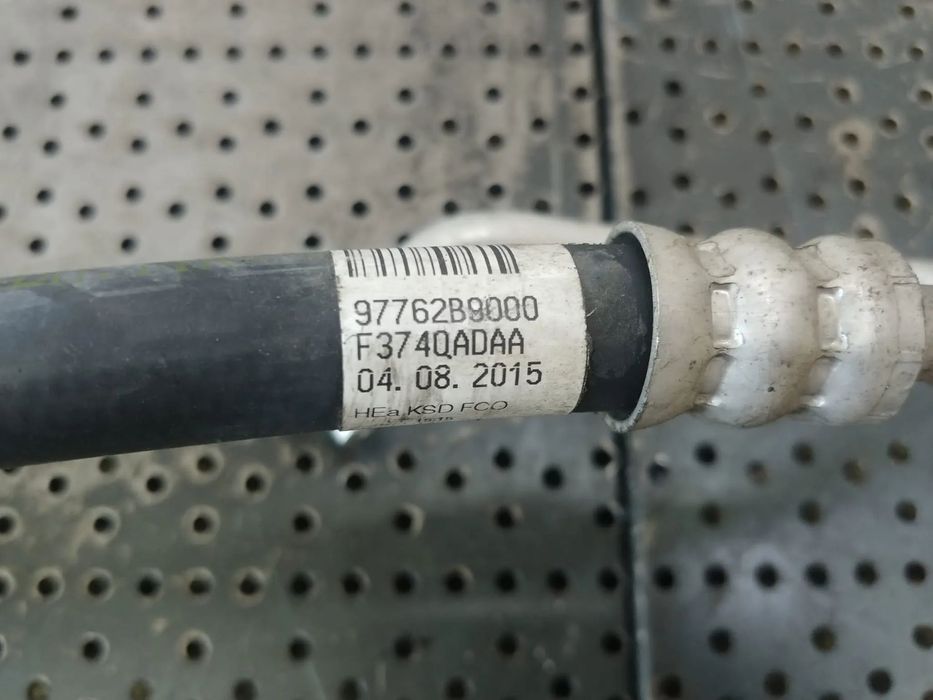 97762B9000
F374QADAA
04. 08. 2015
HEa KSD FCO